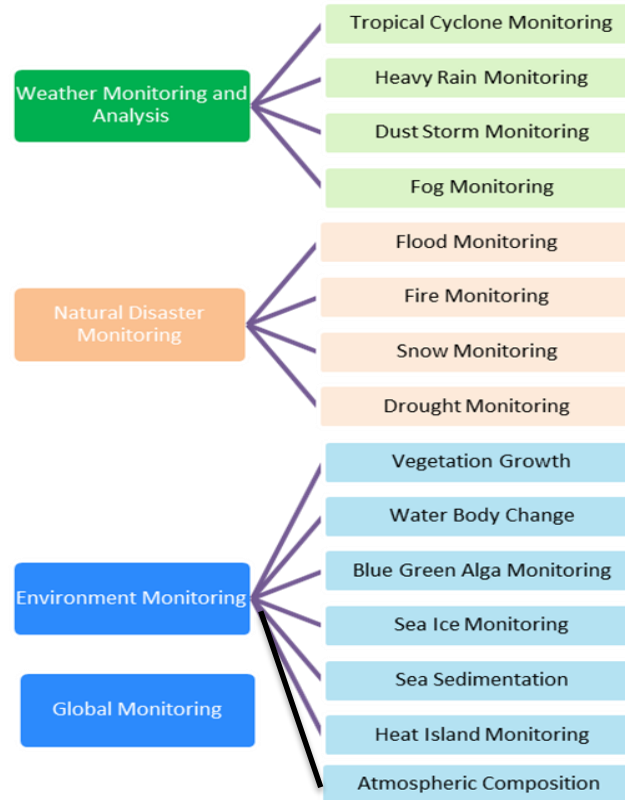 Weather Monitoring and
Analysis
Tropical Cyclone Monitoring
Heavy Rain Monitoring
Dust Storm Monitoring
Fog Monitoring
Natural Disaster
Monitoring
Flood Monitoring
Fire Monitoring
Snow Monitoring
Drought Monitoring
Environment Monitoring
Vegetation Growth
Water Body Change
Blue Green Alga Monitoring
Sea Ice Monitoring
Sea Sedimentation
Heat Island Monitoring
Atmospheric Composition
Global Monitoring